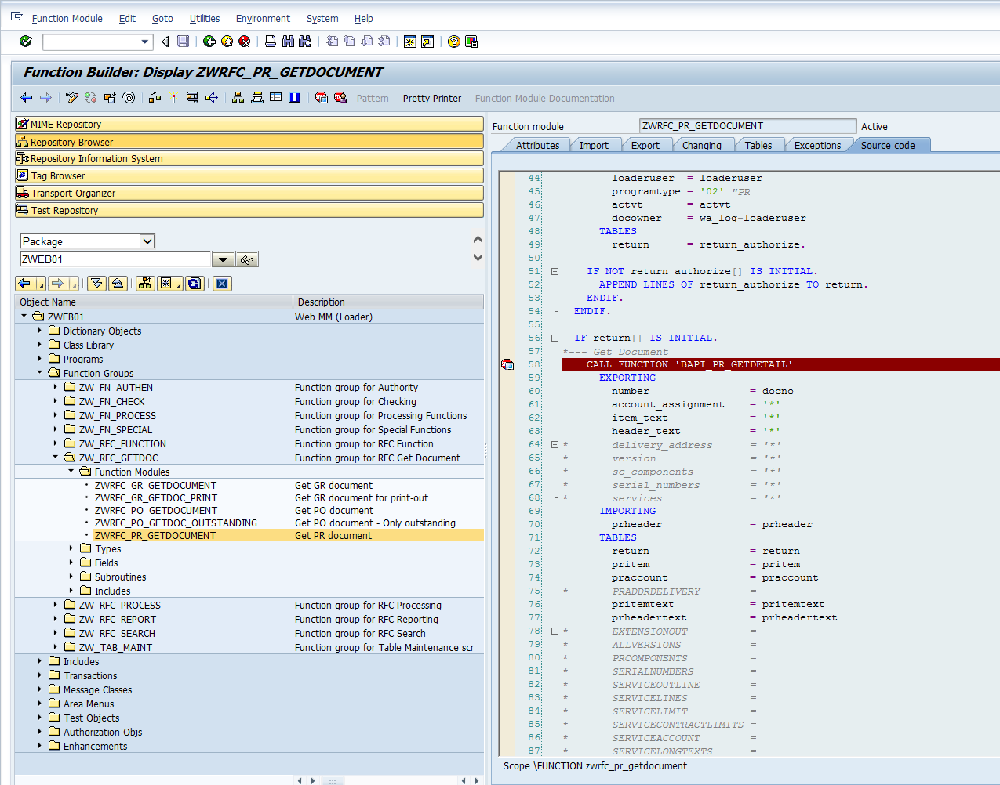 Function Module Edit Goto Utilities Environment System Help
Function Builder: Display ZWRFC_PR_GETDOCUMENT
Pattern Pretty Printer Function Module Documentation
MIME Repository
Repository Browser
Repository Information System
Tag Browser
Transport Organizer
Test Repository
Package
ZWEB01
Object Name Description
ZWEB01 Web MM (Loader)
Dictionary Objects
Class Library
Programs
Function Groups
ZW_FN_AUTHEN Function group for Authority
ZW_FN_CHECK Function group for Checking
ZW_FN_PROCESS Function group for Processing Functions
ZW_FN_SPECIAL Function group for Special Functions
ZW_RFC_FUNCTION Function group for RFC Function
ZW_RFC_GETDOC Function group for RFC Get Document
Function Modules
ZWRFC_GR_GETDOCUMENT Get GR document
ZWRFC_GR_GETDOC_PRINT Get GR document for print-out
ZWRFC_PO_GETDOCUMENT Get PO document
ZWRFC_PO_GETDOC_OUTSTANDING Get PO document - Only outstanding
ZWRFC_PR_GETDOCUMENT Get PR document
Types
Fields
Subroutines
Includes
ZW_RFC_PROCESS Function group for RFC Processing
ZW_RFC_REPORT Function group for RFC Reporting
ZW_RFC_SEARCH Function group for RFC Search
ZW_TAB_MAINT Function group for Table Maintenance scr
Includes
Transactions
Message Classes
Area Menus
Test Objects
Authorization Objs
Enhancements
Function module ZWRFC_PR_GETDOCUMENT Active
Attributes Import Export Changing Tables Exceptions Source code
44 loaderuser = loaderuser
45 programtype = '02' "PR
46 actvt = actvt
47 docowner = wa_log-loaderuser
48 TABLES
49 return = return_authorize.
50
51 IF NOT return_authorize[] IS INITIAL.
52 APPEND LINES OF return_authorize TO return.
53 ENDIF.
54 ENDIF.
55
56 IF return[] IS INITIAL.
57 *--- Get Document
58 CALL FUNCTION 'BAPI_PR_GETDETAIL'
59 EXPORTING
60 number = docno
61 account_assignment = '*'
62 item_text = '*'
63 header_text = '*'
64 * delivery_address = '*'
65 * version = '*'
66 * sc_components = '*'
67 * serial_numbers = '*'
68 * services = '*'
69 IMPORTING
70 prheader = prheader
71 TABLES
72 return = return
73 pritem = pritem
74 praccount = praccount
75 * PRADDRDELIVERY =
76 pritemtext = pritemtext
77 prheadertext = prheadertext
78 * EXTENSIONOUT =
79 * ALLVERSIONS =
80 * PRCOMPONENTS =
81 * SERIALNUMBERS =
82 * SERVICEOUTLINE =
83 * SERVICELINES =
84 * SERVICELIMIT =
85 * SERVICECONTRACTLIMITS =
86 * SERVICEACCOUNT =
87 * SERVICELONGTEXTS =
Scope \FUNCTION zwrfc_pr_getdocument